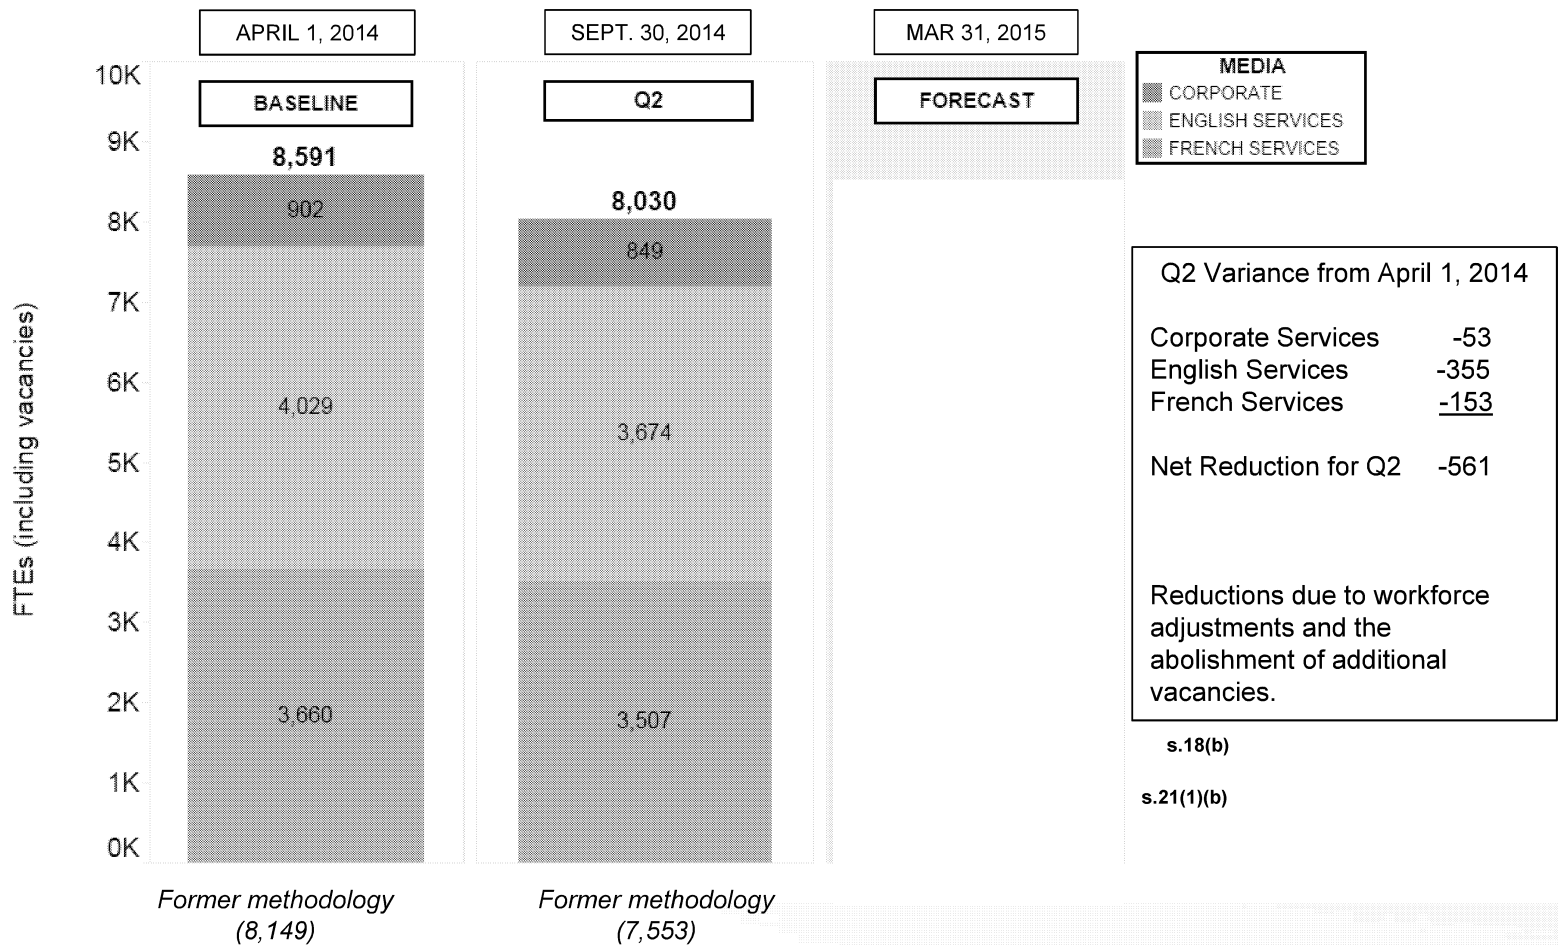 APRIL 1, 2014
SEPT. 30, 2014
MAR 31, 2015
BASELINE
Q2
FORECAST
MEDIA
CORPORATE
ENGLISH SERVICES
FRENCH SERVICES
FTEs (including vacancies)
10K
9K
8K
7K
6K
5K
4K
3K
2K
1K
0K
8,591
902
4,029
3,660
8,030
849
3,674
3,507
Q2 Variance from April 1, 2014
Corporate Services -53
English Services -355
French Services -153
Net Reduction for Q2 -561
Reductions due to workforce
adjustments and the
abolishment of additional
vacancies.
s.18(b)
s.21(1)(b)
Former methodology
(8,149)
Former methodology
(7,553)